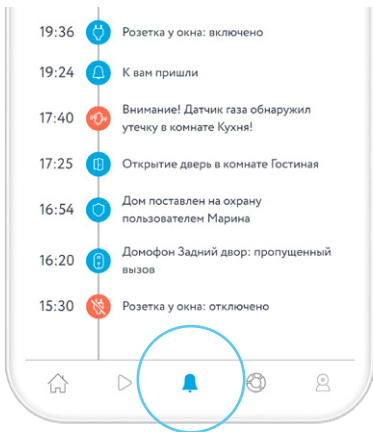 19:36 Розетка у окна: включено
19:24 К вам пришли
17:40 Внимание! Датчик газа обнаружил
утечку в комнате Кухня!
17:25 Открытие дверь в комнате Гостиная
16:54 Дом поставлен на охрану
пользователем Марина
16:20 Домофон Задний двор: пропущенный
вызов
15:30 Розетка у окна: отключено